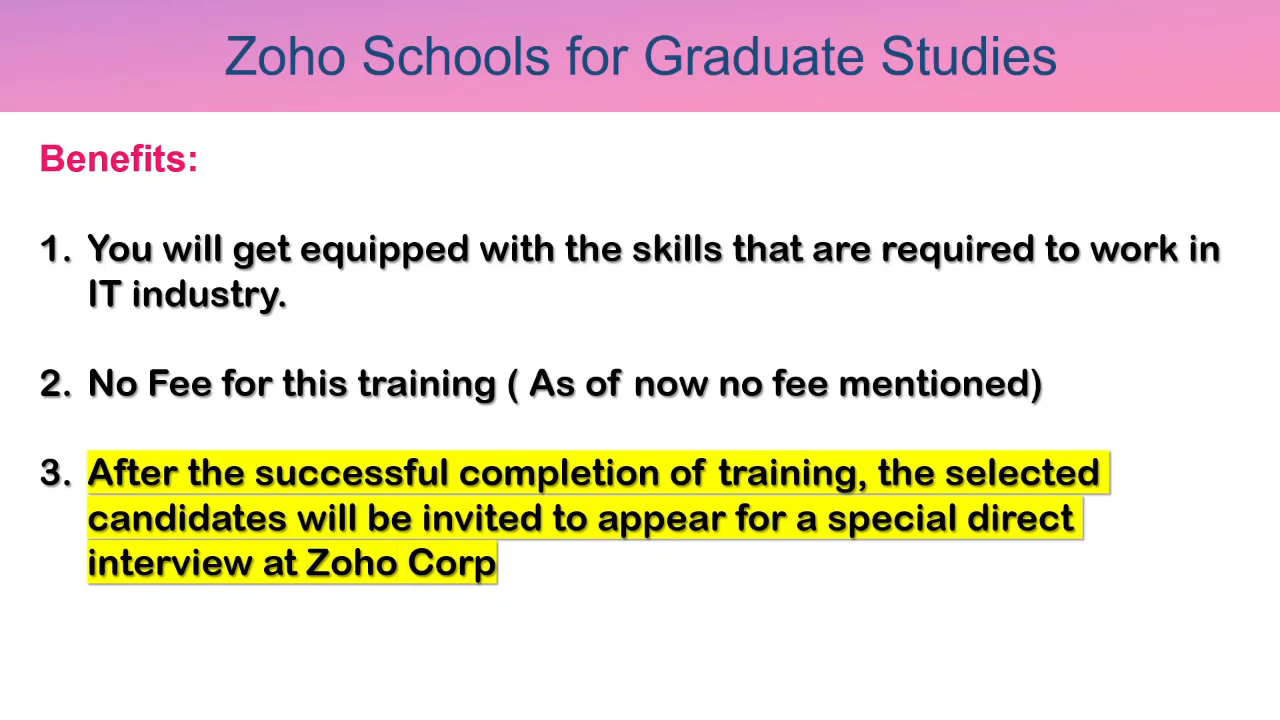 Zoho Schools for Graduate Studies
Benefits:
1. You will get equipped with the skills that are required to work in
IT industry.
2. No Fee for this training ( As of now no fee mentioned)
3. After the successful completion of training, the selected
candidates will be invited to appear for a special direct
interview at Zoho Corp